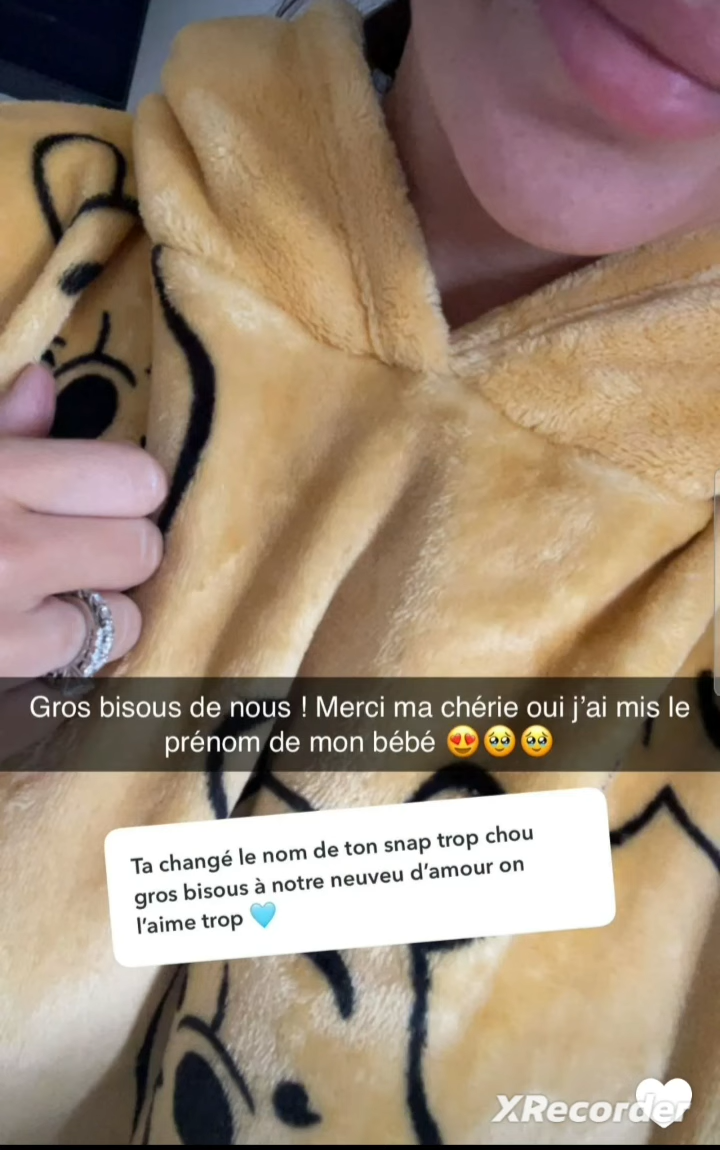 Gros bisous de nous ! Merci ma chérie oui j’ai mis le
prénom de mon bébé 😍🥹🥹
Ta changé le nom de ton snap trop chou
gros bisous à notre neuveu d’amour on
l’aime trop 🩵
XRecorder